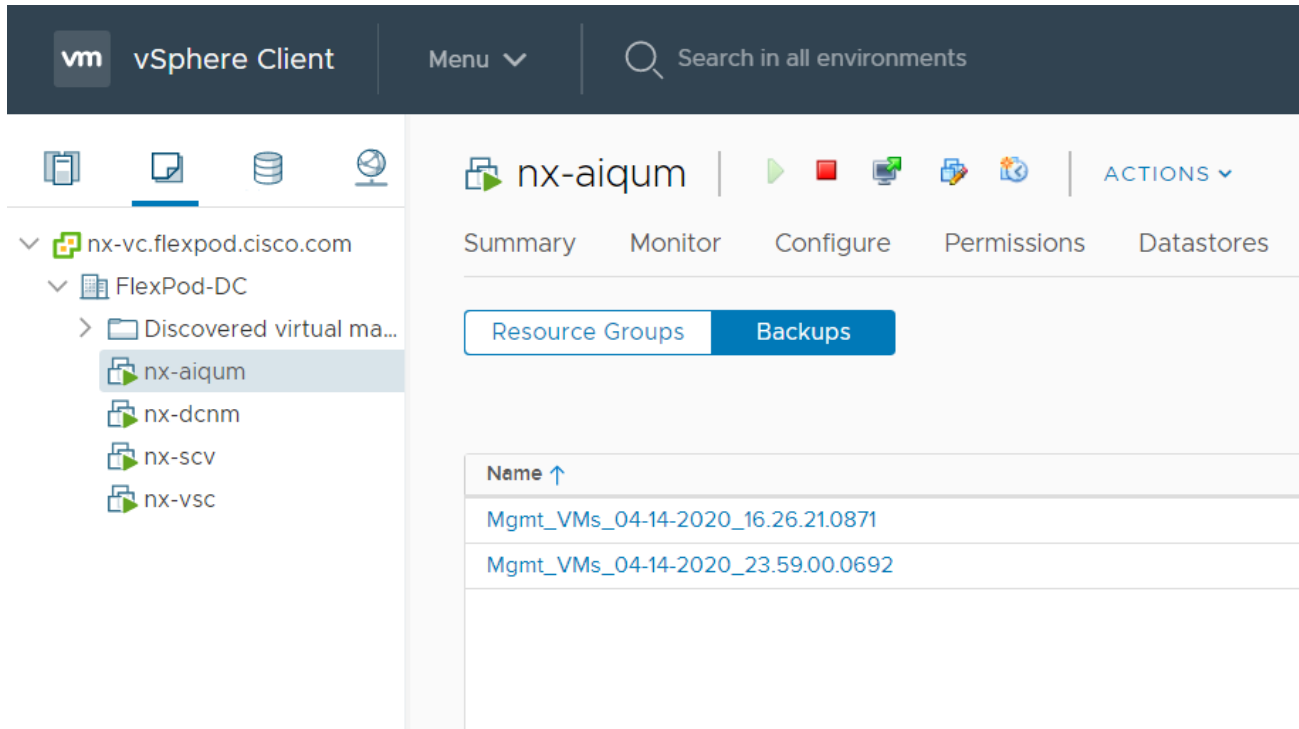 vm vSphere Client Menu Search in all environments
nx-vc.flexpod.cisco.com
FlexPod-DC
Discovered virtual ma...
nx-aiqum
nx-dcnm
nx-scv
nx-vsc
nx-aiqum ACTIONS
Summary Monitor Configure Permissions Datastores
Resource Groups Backups
Name
Mgmt_VMs_04-14-2020_16.26.21.0871
Mgmt_VMs_04-14-2020_23.59.00.0692